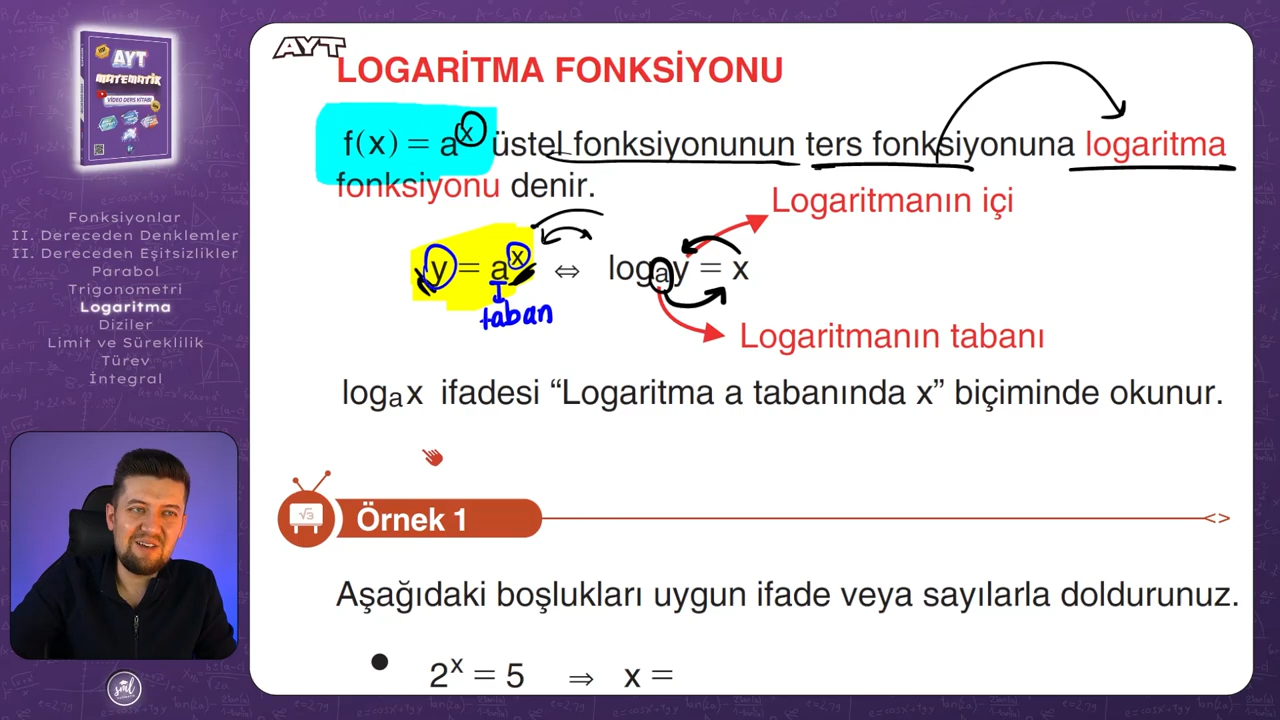 AYT
MATEMATİK
VİDEO DERS KİTABI
Fonksiyonlar
II. Dereceden Denklemler
II. Dereceden Eşitsizlikler
Parabol
Trigonometri
Logaritma
Diziler
Limit ve Süreklilik
Türev
İntegral
sml
AYT
LOGARİTMA FONKSİYONU
f(x) = aˣ üstel fonksiyonunun ters fonksiyonuna logaritma
fonksiyonu denir.
Logaritmanın içi
y = aˣ ⇔ logₐy = x
taban
Logaritmanın tabanı
logₐx ifadesi “Logaritma a tabanında x” biçiminde okunur.
√3
Örnek 1
Aşağıdaki boşlukları uygun ifade veya sayılarla doldurunuz.
• 2ˣ = 5 ⇒ x =